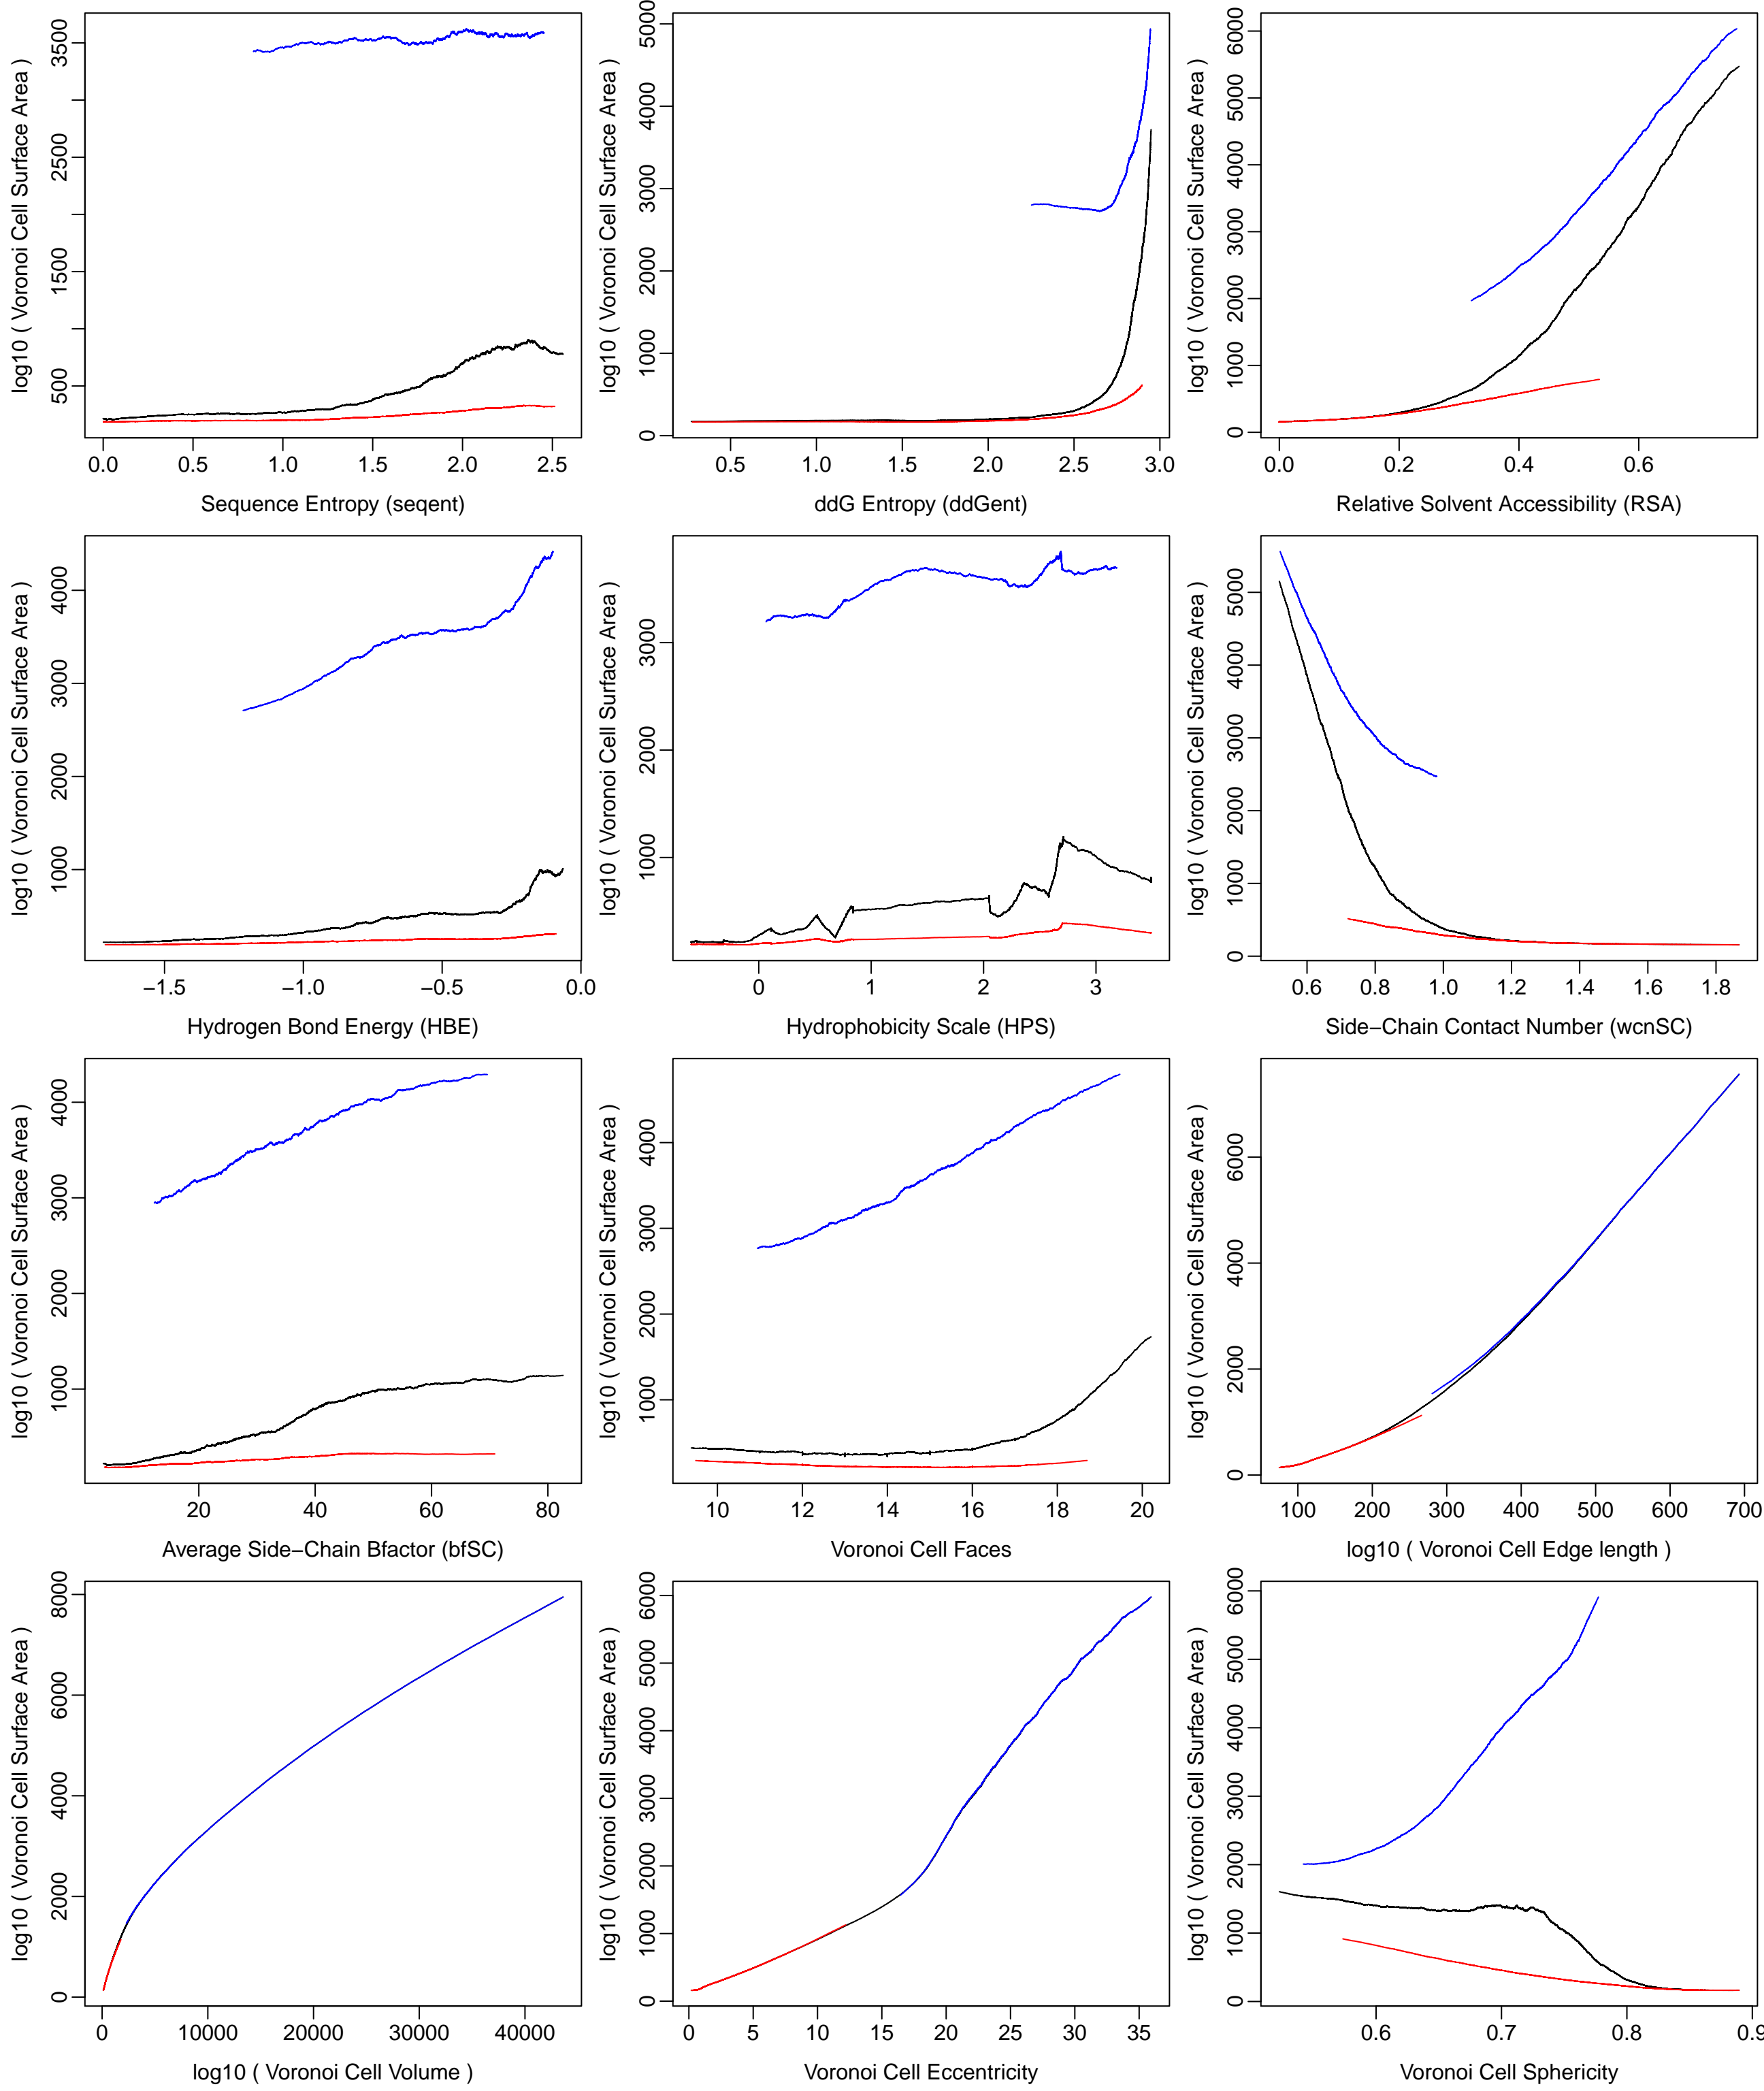 log10 ( Voronoi Cell Surface Area )
500 1500 2500 3500
0.0 0.5 1.0 1.5 2.0 2.5
Sequence Entropy (seqent)
log10 ( Voronoi Cell Surface Area )
0 1000 2000 3000 4000 5000
0.5 1.0 1.5 2.0 2.5 3.0
ddG Entropy (ddGent)
log10 ( Voronoi Cell Surface Area )
0 1000 2000 3000 4000 5000 6000
0.0 0.2 0.4 0.6
Relative Solvent Accessibility (RSA)
log10 ( Voronoi Cell Surface Area )
1000 2000 3000 4000
−1.5 −1.0 −0.5 0.0
Hydrogen Bond Energy (HBE)
log10 ( Voronoi Cell Surface Area )
1000 2000 3000
0 1 2 3
Hydrophobicity Scale (HPS)
log10 ( Voronoi Cell Surface Area )
0 1000 2000 3000 4000 5000
0.6 0.8 1.0 1.2 1.4 1.6 1.8
Side−Chain Contact Number (wcnSC)
log10 ( Voronoi Cell Surface Area )
1000 2000 3000 4000
20 40 60 80
Average Side−Chain Bfactor (bfSC)
log10 ( Voronoi Cell Surface Area )
1000 2000 3000 4000
10 12 14 16 18 20
Voronoi Cell Faces
log10 ( Voronoi Cell Surface Area )
0 2000 4000 6000
100 200 300 400 500 600 700
log10 ( Voronoi Cell Edge length )
log10 ( Voronoi Cell Surface Area )
0 2000 4000 6000 8000
0 10000 20000 30000 40000
log10 ( Voronoi Cell Volume )
log10 ( Voronoi Cell Surface Area )
0 1000 2000 3000 4000 5000 6000
0 5 10 15 20 25 30 35
Voronoi Cell Eccentricity
log10 ( Voronoi Cell Surface Area )
0 1000 2000 3000 4000 5000 6000
0.6 0.7 0.8 0.9
Voronoi Cell Sphericity